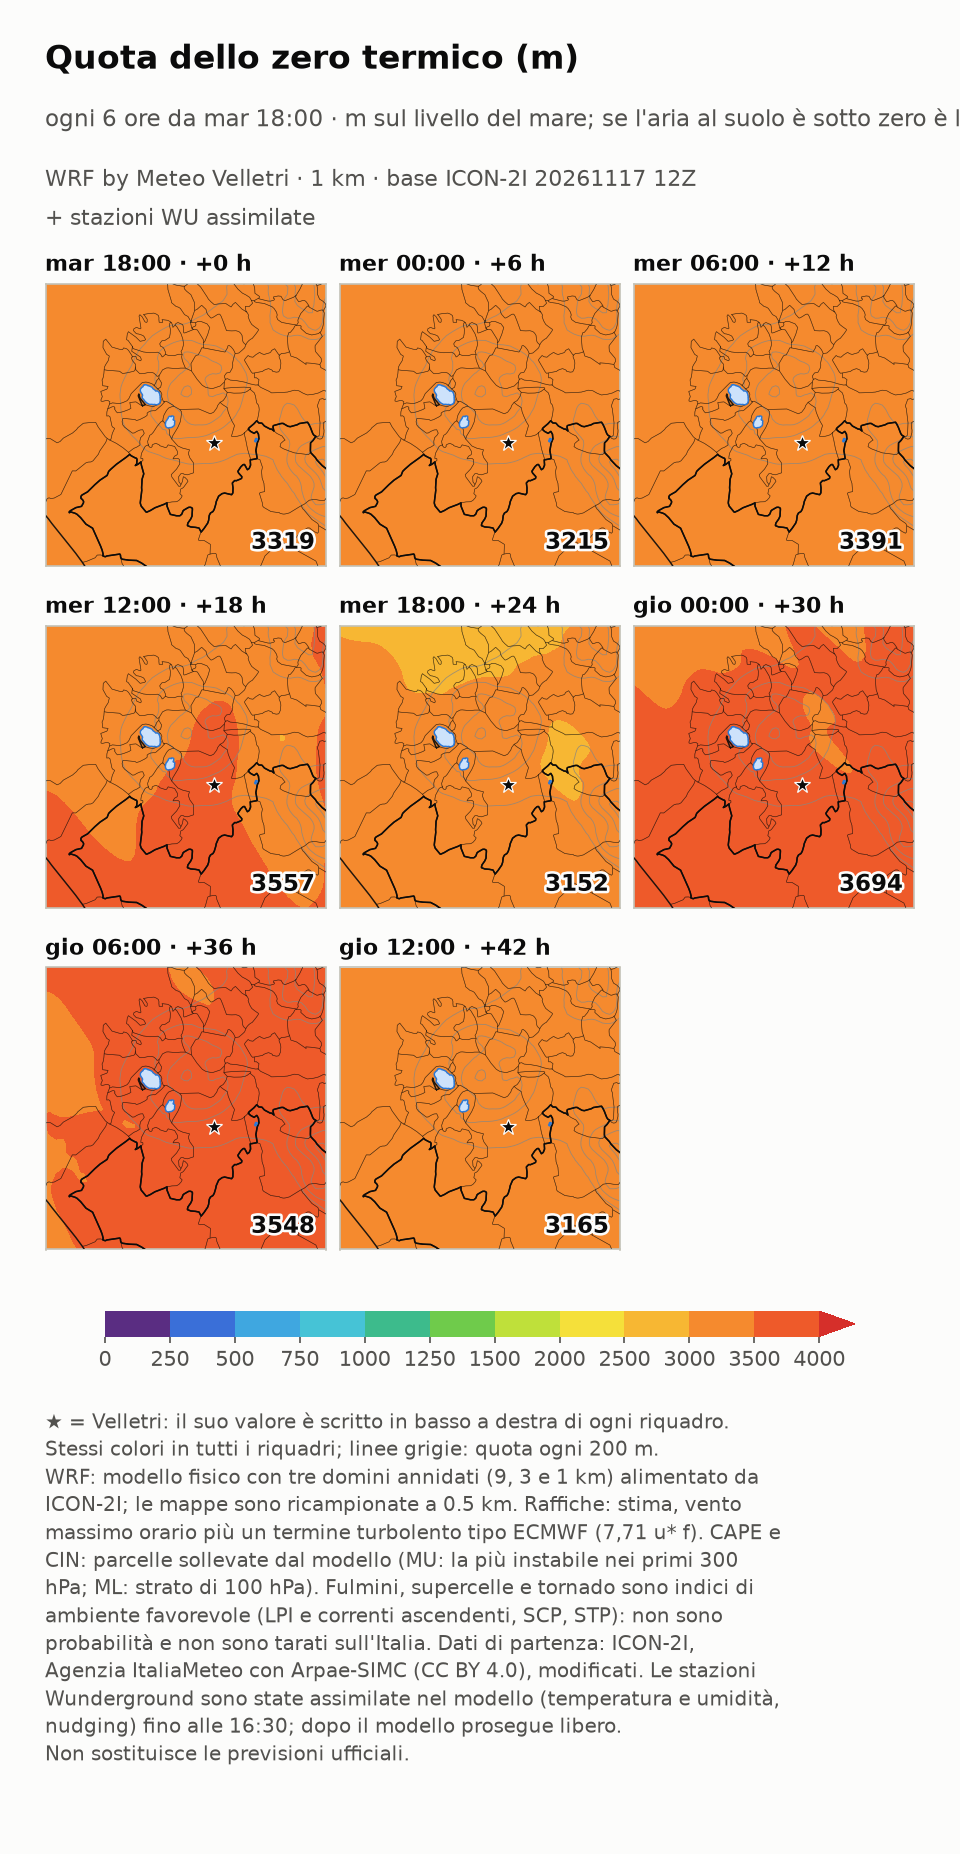 Quota dello zero termico (m)
ogni 6 ore da mar 18:00 · m sul livello del mare; se l'aria al suolo è sotto zero è l
WRF by Meteo Velletri · 1 km · base ICON-2I 20261117 12Z
+ stazioni WU assimilate
mar 18:00 · +0 h
mer 00:00 · +6 h
mer 06:00 · +12 h
3319
3215
3391
mer 12:00 · +18 h
mer 18:00 · +24 h
gio 00:00 · +30 h
3557
3152
3694
gio 06:00 · +36 h
gio 12:00 · +42 h
3548
3165
0 250 500 750 1000 1250 1500 2000 2500 3000 3500 4000
★ = Velletri: il suo valore è scritto in basso a destra di ogni riquadro.
Stessi colori in tutti i riquadri; linee grigie: quota ogni 200 m.
WRF: modello fisico con tre domini annidati (9, 3 e 1 km) alimentato da
ICON-2I; le mappe sono ricampionate a 0.5 km. Raffiche: stima, vento
massimo orario più un termine turbolento tipo ECMWF (7,71 u* f). CAPE e
CIN: parcelle sollevate dal modello (MU: la più instabile nei primi 300
hPa; ML: strato di 100 hPa). Fulmini, supercelle e tornado sono indici di
ambiente favorevole (LPI e correnti ascendenti, SCP, STP): non sono
probabilità e non sono tarati sull'Italia. Dati di partenza: ICON-2I,
Agenzia ItaliaMeteo con Arpae-SIMC (CC BY 4.0), modificati. Le stazioni
Wunderground sono state assimilate nel modello (temperatura e umidità,
nudging) fino alle 16:30; dopo il modello prosegue libero.
Non sostituisce le previsioni ufficiali.